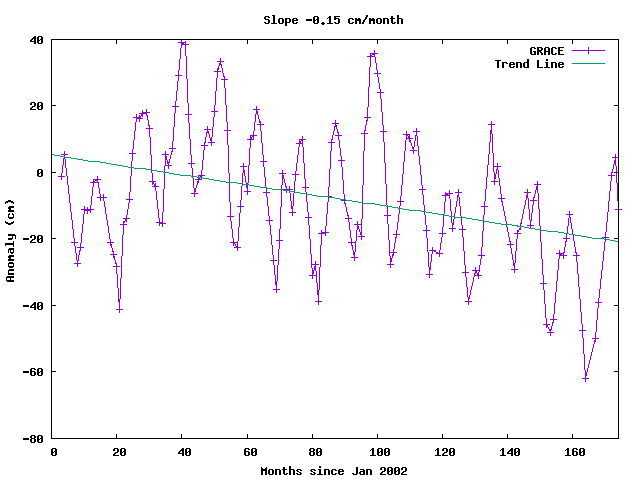 Slope -0.15 cm/month
GRACE
Trend Line
40
20
0
-20
-40
-60
-80
Anomaly (cm)
0 20 40 60 80 100 120 140 160
Months since Jan 2002